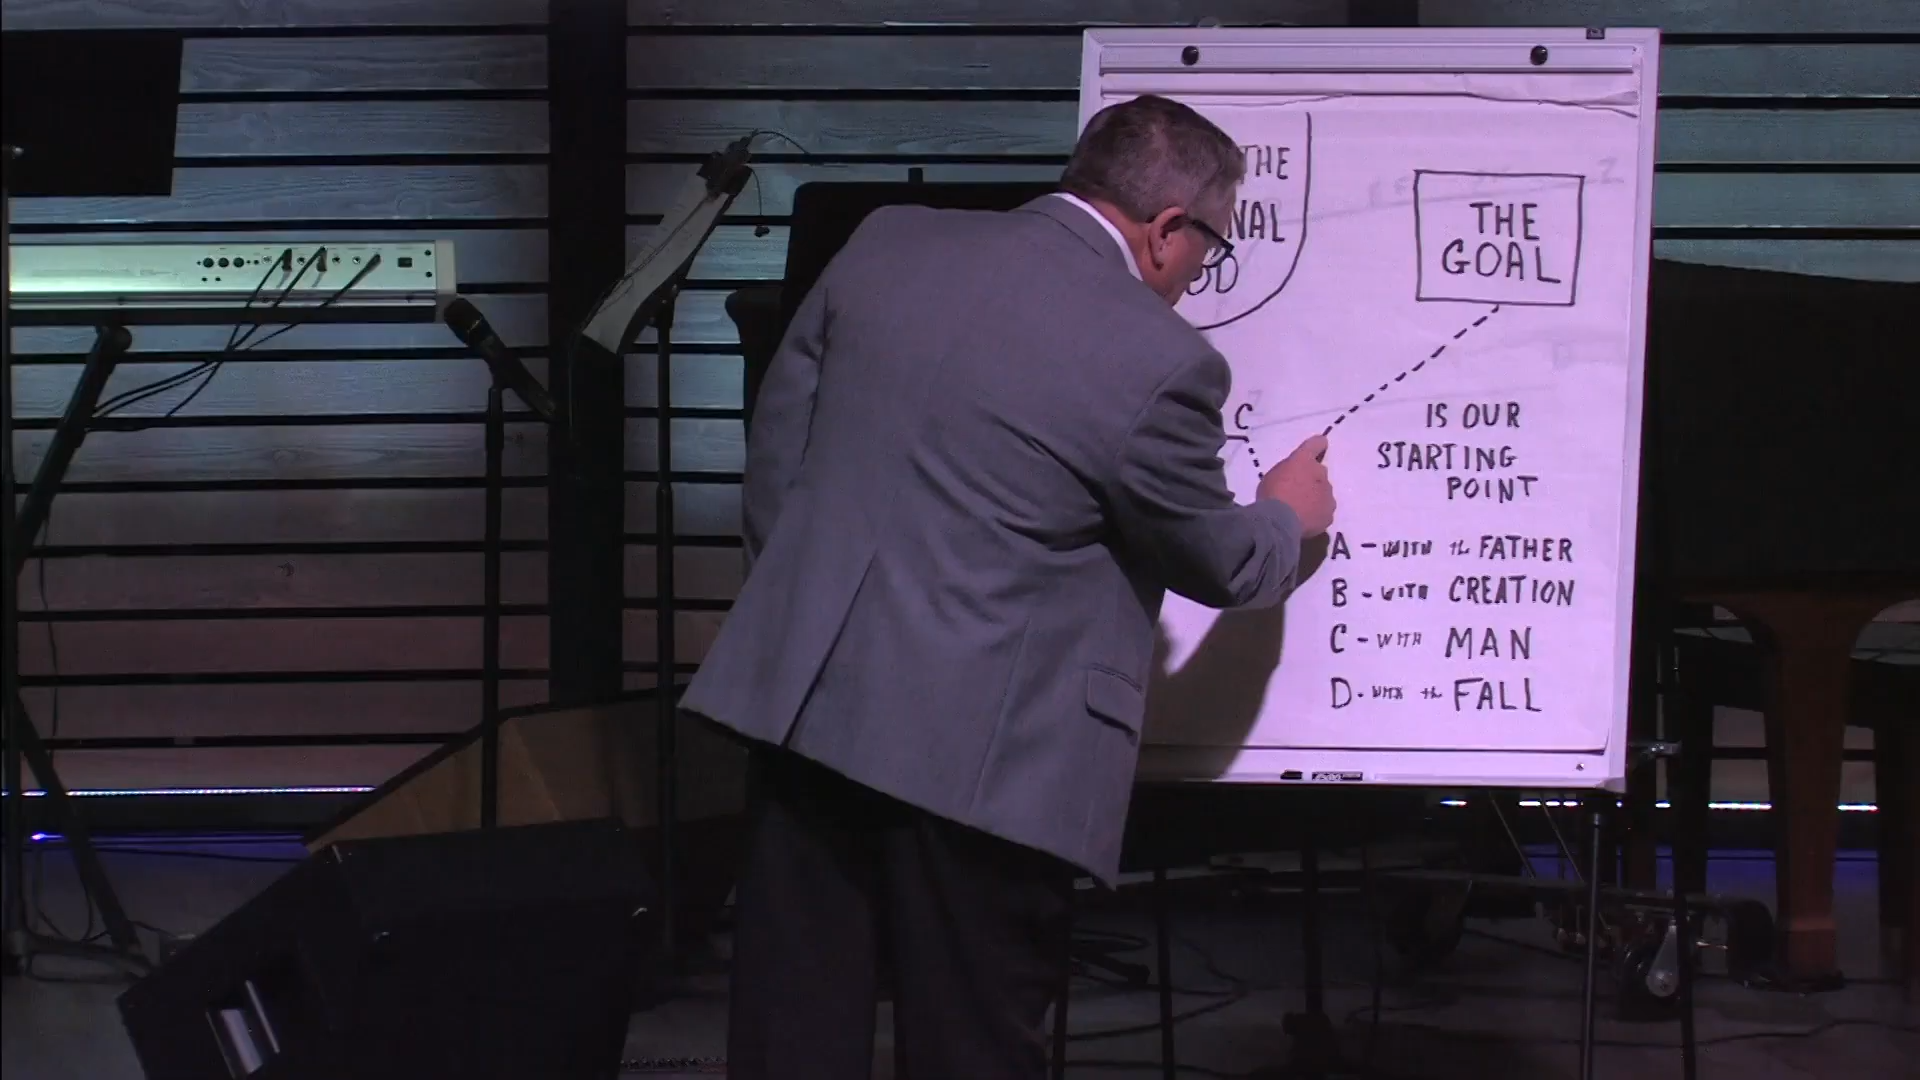 THE
THE
GOAL
C
IS OUR
STARTING
POINT
A - WITH the FATHER
B - WITH CREATION
C - WITH MAN
D - WITH the FALL